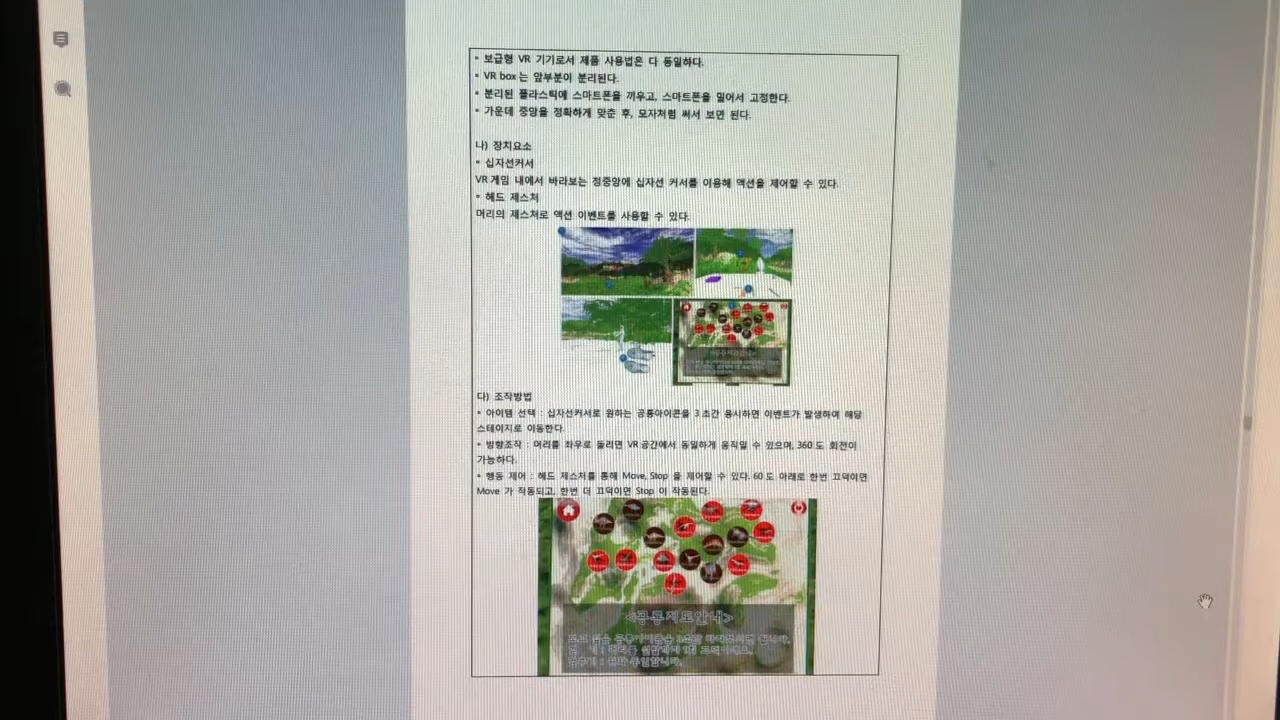 • 보급형 VR 기기로서 제품 사용법은 다 동일하다.
• VR box 는 앞부분이 분리된다.
• 분리된 플라스틱에 스마트폰을 끼우고, 스마트폰을 밀어서 고정한다.
• 가운데 중앙을 정확하게 맞춘 후, 모자처럼 써서 보면 된다.
나) 장치요소
• 십자선커서
VR 게임 내에서 바라보는 정중앙에 십자선 커서를 이용해 액션을 제어할 수 있다.
• 헤드 제스처
머리의 제스처로 액션 이벤트를 사용할 수 있다.
다) 조작방법
• 아이템 선택 : 십자선커서로 원하는 공룡아이콘을 3 초간 응시하면 이벤트가 발생하여 해당
스테이지로 이동한다.
• 방향조작 : 머리를 좌우로 돌리면 VR 공간에서 동일하게 움직일 수 있으며, 360 도 회전이
가능하다.
• 행동 제어 : 헤드 제스처를 통해 Move, Stop 을 제어할 수 있다. 60 도 아래로 한번 끄덕이면
Move 가 작동되고, 한번 더 끄덕이면 Stop 이 작동된다.
<공룡지도안내>